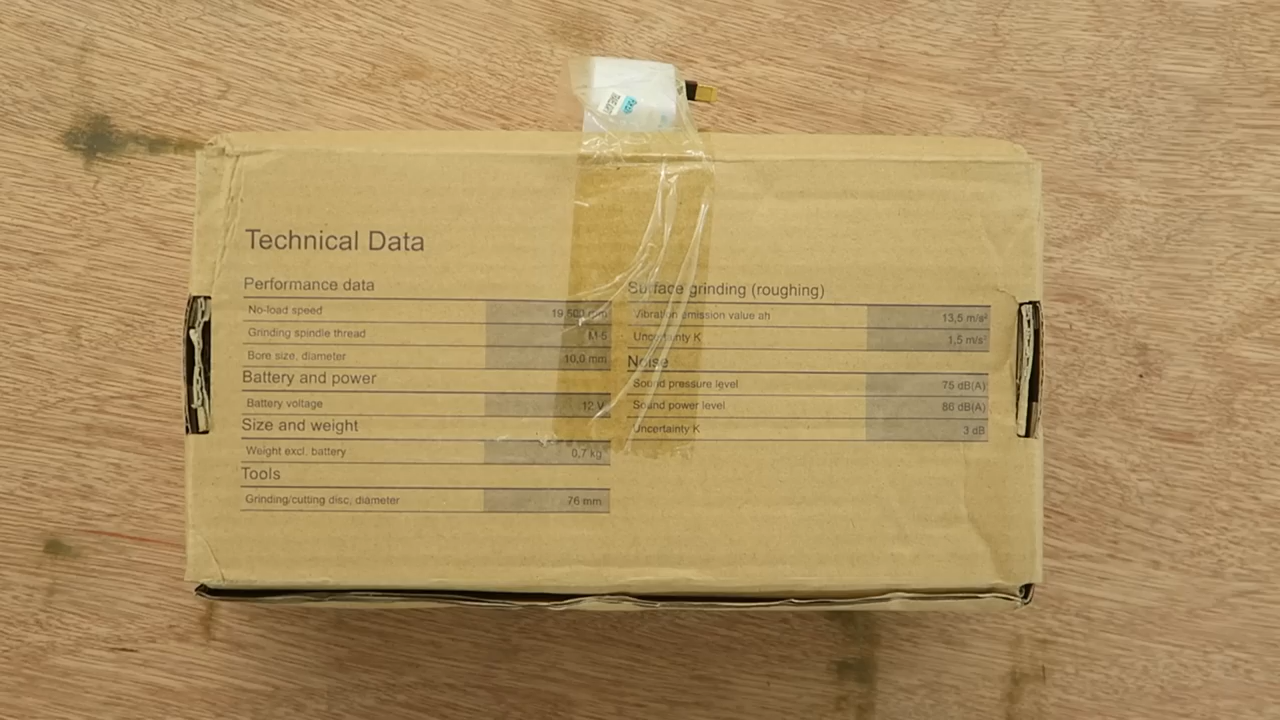 Technical Data
Performance data
No-load speed 19 500 rpm
Grinding spindle thread M 5
Bore size, diameter 10,0 mm
Battery and power
Battery voltage 12 V
Size and weight
Weight excl. battery 0,7 kg
Tools
Grinding/cutting disc, diameter 76 mm
Surface grinding (roughing)
Vibration emission value ah 13,5 m/s²
Uncertainty K 1,5 m/s²
Noise
Sound pressure level 75 dB(A)
Sound power level 86 dB(A)
Uncertainty K 3 dB